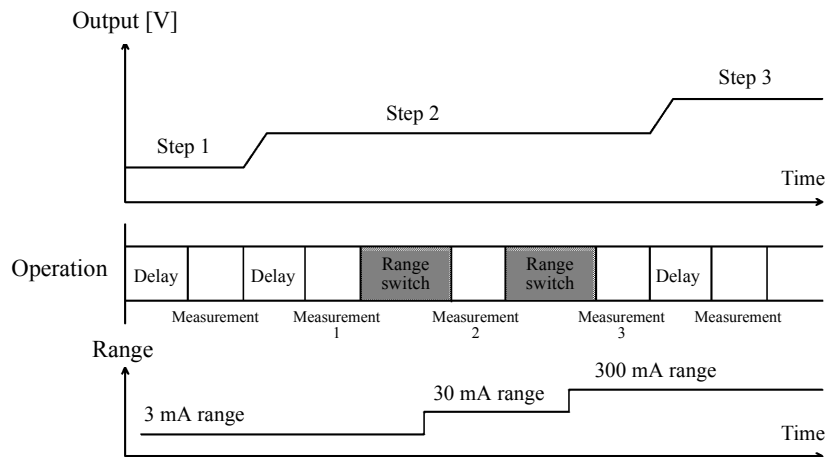 Output [V]
Step 3
Step 2
Step 1
Time
Operation
Delay
Delay
Range
switch
Range
switch
Delay
Measurement
Measurement
1
Measurement
2
Measurement
3
Measurement
Range
300 mA range
30 mA range
3 mA range
Time